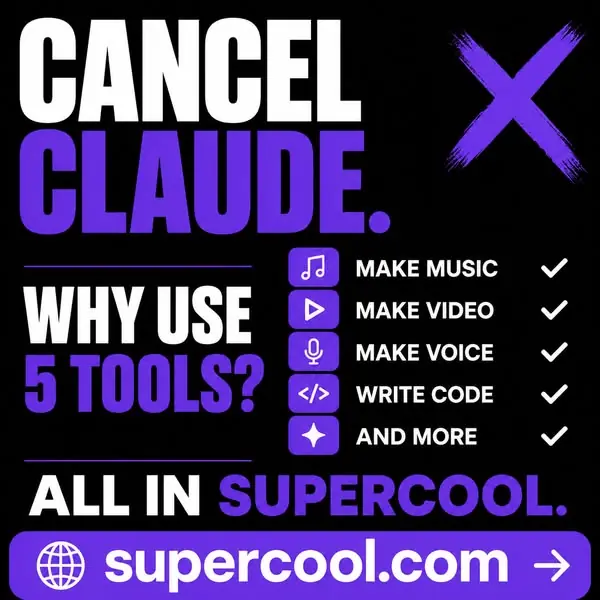 CANCEL
CLAUDE.
WHY USE
5 TOOLS?
MAKE MUSIC
MAKE VIDEO
MAKE VOICE
WRITE CODE
AND MORE
ALL IN SUPERCOOL.
supercool.com